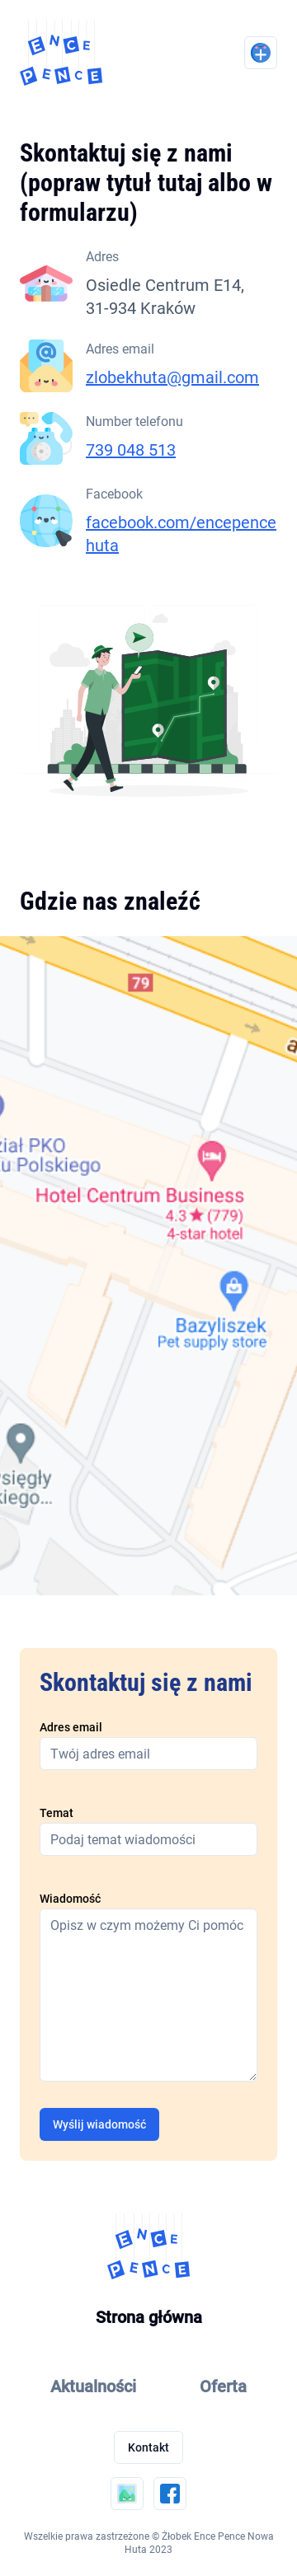 ENCE
PENCE
Skontaktuj się z nami
(popraw tytuł tutaj albo w
formularzu)
Adres
Osiedle Centrum E14,
31-934 Kraków
Adres email
zlobekhuta@gmail.com
Number telefonu
739 048 513
Facebook
facebook.com/encepence
huta
Gdzie nas znaleźć
79
a
ział PKO
u Polskiego
Hotel Centrum Business
4.3★ (779)
4-star hotel
Bazyliszek
Pet supply store
sięgły
kiego...
Skontaktuj się z nami
Adres email
Twój adres email
Temat
Podaj temat wiadomości
Wiadomość
Opisz w czym możemy Ci pomóc
Wyślij wiadomość
ENCE
PENCE
Strona główna
Aktualności
Oferta
Kontakt
Wszelkie prawa zastrzeżone © Żłobek Ence Pence Nowa
Huta 2023